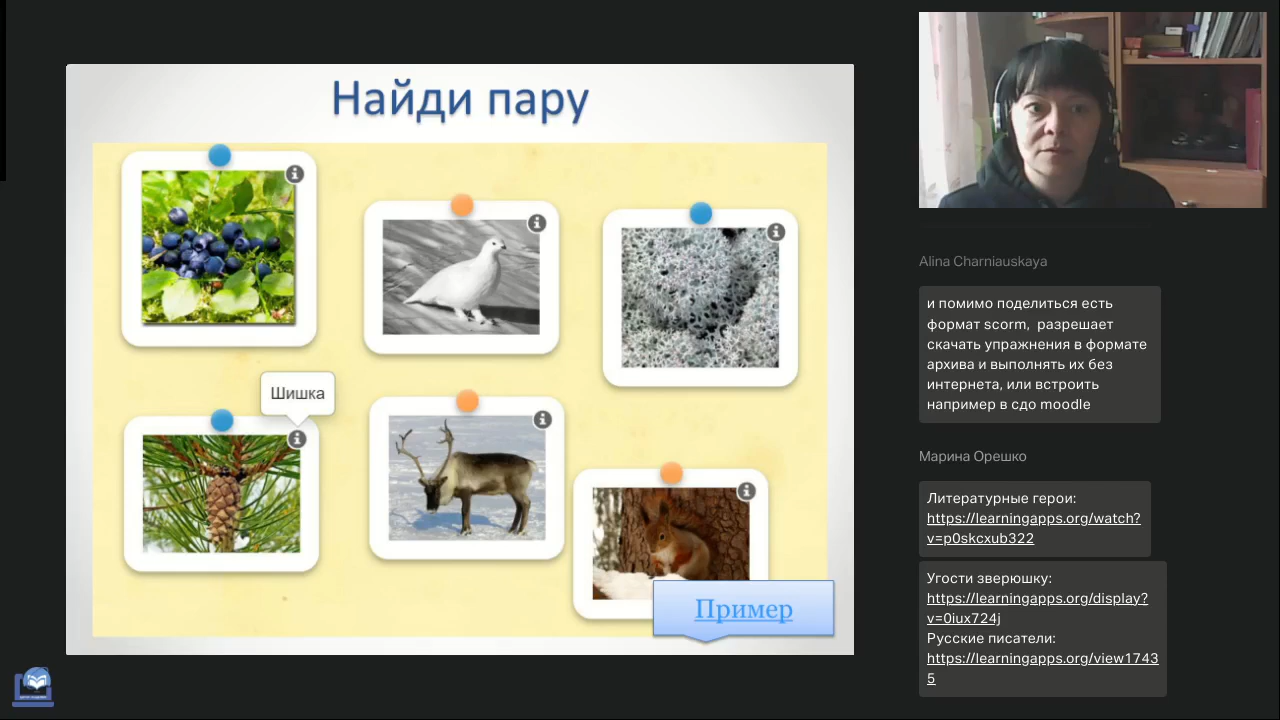 Найди пару
Шишка
Пример
Alina Charniauskaya
и помимо поделиться есть
формат scorm, разрешает
скачать упражнения в формате
архива и выполнять их без
интернета, или встроить
например в сдо moodle
Марина Орешко
Литературные герои:
https://learningapps.org/watch?
v=p0skcxub322
Угости зверюшку:
https://learningapps.org/display?
v=0iux724j
Русские писатели:
https://learningapps.org/view1743
5